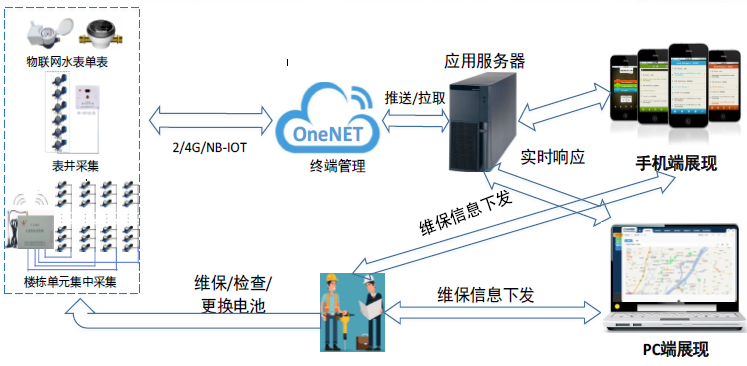 物联网水表单表
表井采集
楼栋单元集中采集
2/4G/NB-IOT
OneNET
终端管理
推送/拉取
应用服务器
实时响应
手机端展现
维保信息下发
维保/检查/
更换电池
维保信息下发
PC端展现